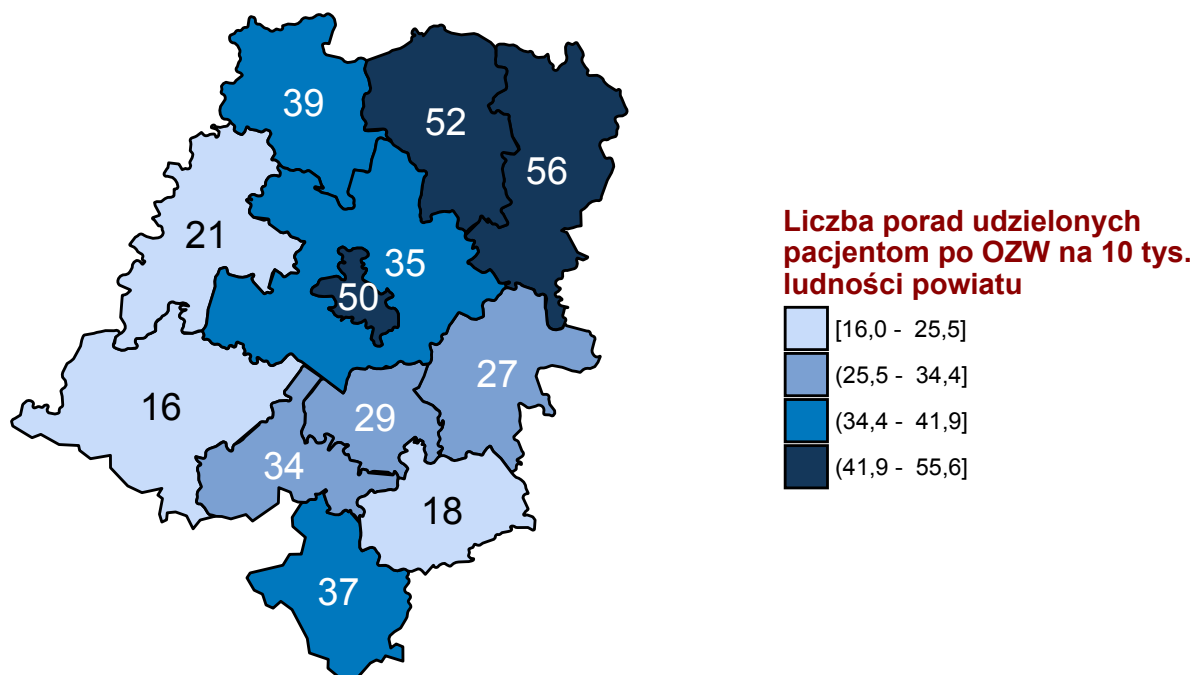 39
52
56
21
35
50
27
16
29
34
18
37
Liczba porad udzielonych
pacjentom po OZW na 10 tys.
ludności powiatu
[16,0 - 25,5]
(25,5 - 34,4]
(34,4 - 41,9]
(41,9 - 55,6]